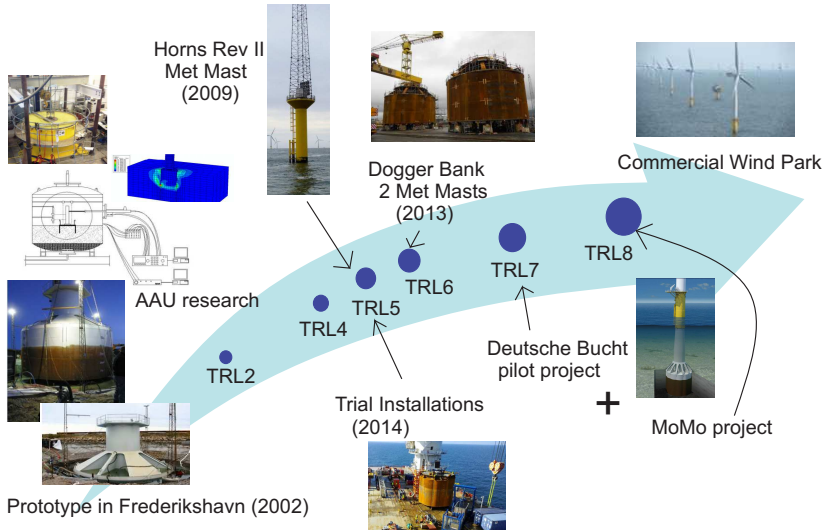 Horns Rev II
Met Mast
(2009)
Commercial Wind Park
Dogger Bank
2 Met Masts
(2013)
AAU research
TRL2
TRL4
TRL5
TRL6
TRL7
TRL8
Deutsche Bucht
pilot project
+
MoMo project
Trial Installations
(2014)
Prototype in Frederikshavn (2002)